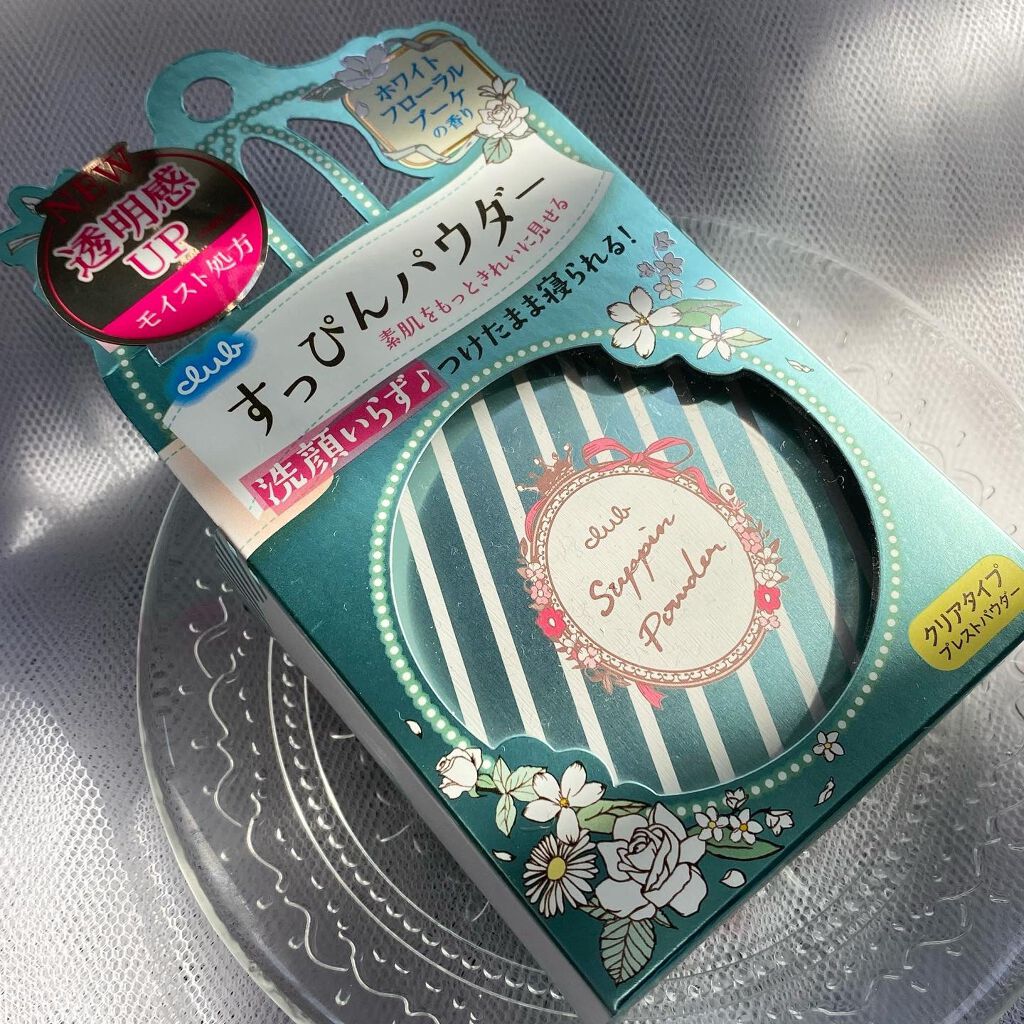 ホワイト
フローラル
ブーケ
の香り
NEW
透明感
UP
モイスト処方
club
すっぴんパウダー
素肌をもっときれいに見せる
洗顔いらず♪
つけたまま寝られる!
club
Suppin
Powder
クリアタイプ
プレストパウダー